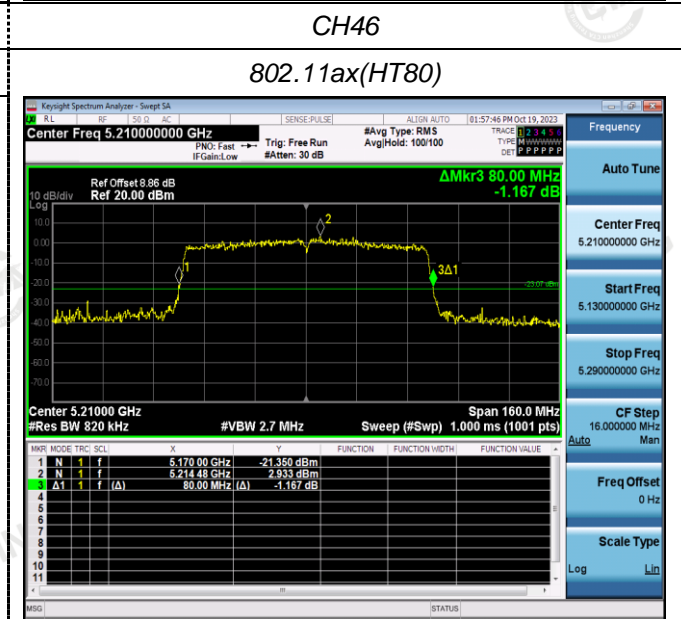 CH46
802.11ax(HT80)
Keysight Spectrum Analyzer - Swept SA
RL RF 50 Ω AC SENSE:PULSE ALIGN AUTO 01:57:46 PM Oct 19, 2023
Center Freq 5.210000000 GHz
PNO: Fast
IFGain:Low
Trig: Free Run
#Atten: 30 dB
#Avg Type: RMS
Avg|Hold: 100/100
TRACE 1 2 3 4 5 6
TYPE M W W W W W
DET P P P P P P
Frequency
ΔMkr3 80.00 MHz
-1.167 dB
Ref Offset 8.86 dB
10 dB/div Ref 20.00 dBm
Log
10.0
0.00
-10.0
-20.0
-30.0
-40.0
-50.0
-60.0
-70.0
1
2
3Δ1
-23.07 dBm
Center 5.21000 GHz Span 160.0 MHz
#Res BW 820 kHz #VBW 2.7 MHz Sweep (#Swp) 1.000 ms (1001 pts)
MKR MODE TRC SCL X Y FUNCTION FUNCTION WIDTH FUNCTION VALUE
1 N 1 f 5.170 00 GHz -21.350 dBm
2 N 1 f 5.214 48 GHz 2.933 dBm
3 Δ1 1 f (Δ) 80.00 MHz (Δ) -1.167 dB
4
5
6
7
8
9
10
11
MSG STATUS
Auto Tune
Center Freq
5.210000000 GHz
Start Freq
5.130000000 GHz
Stop Freq
5.290000000 GHz
CF Step
16.000000 MHz
Auto Man
Freq Offset
0 Hz
Scale Type
Log Lin